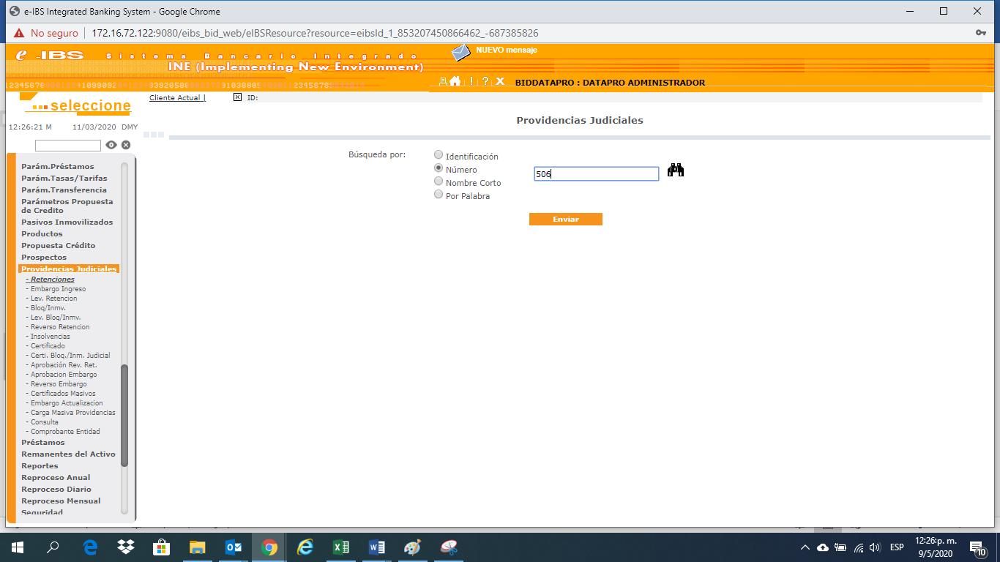 e-IBS Integrated Banking System - Google Chrome
No seguro | 172.16.72.122:9080/eibs_bid_web/eIBSResource?resource=eibsId_1_853207450866462_-687385826
e-IBS Sistema Bancario Integrado
INE (Implementing New Environment)
NUEVO mensaje
! ? X BIDDATAPRO : DATAPRO ADMINISTRADOR
seleccione
Cliente Actual | ID:
12:26:21 M 11/03/2020 DMY
Providencias Judiciales
Búsqueda por:
Identificación
Número
Nombre Corto
Por Palabra
506
Enviar
Parám.Préstamos
Parám.Tasas/Tarifas
Parám.Transferencia
Parámetros Propuesta
de Credito
Pasivos Inmovilizados
Productos
Propuesta Crédito
Prospectos
Providencias Judiciales
- Retenciones
- Embargo Ingreso
- Lev. Retencion
- Bloq/Inmv.
- Lev. Bloq/Inmv.
- Reverso Retencion
- Insolvencias
- Certificado
- Certi. Bloq./Inm. Judicial
- Aprobación Rev. Ret.
- Aprobacion Embargo
- Reverso Embargo
- Certificados Masivos
- Embargo Actualizacion
- Carga Masiva Providencias
- Consulta
- Comprobante Entidad
Préstamos
Remanentes del Activo
Reportes
Reproceso Anual
Reproceso Diario
Reproceso Mensual
Seguridad
ESP
12:26:p. m.
9/5/2020
10